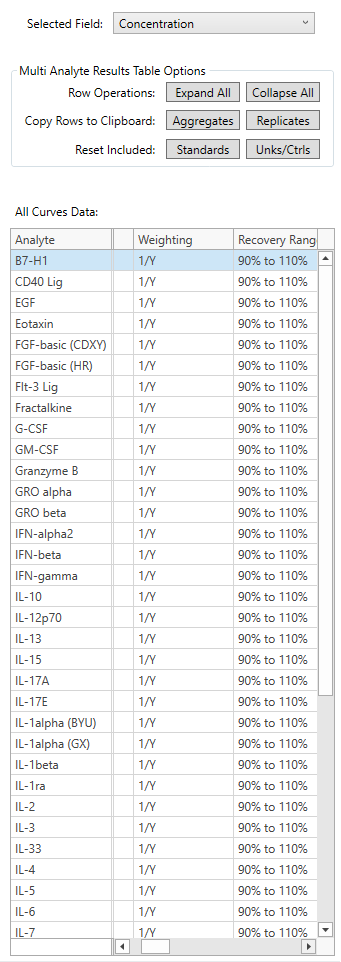 Selected Field: Concentration
Multi Analyte Results Table Options
Row Operations: Expand All Collapse All
Copy Rows to Clipboard: Aggregates Replicates
Reset Included: Standards Unks/Ctrls
All Curves Data:
Analyte Weighting Recovery Rang
B7-H1 1/Y 90% to 110%
CD40 Lig 1/Y 90% to 110%
EGF 1/Y 90% to 110%
Eotaxin 1/Y 90% to 110%
FGF-basic (CDXY) 1/Y 90% to 110%
FGF-basic (HR) 1/Y 90% to 110%
Flt-3 Lig 1/Y 90% to 110%
Fractalkine 1/Y 90% to 110%
G-CSF 1/Y 90% to 110%
GM-CSF 1/Y 90% to 110%
Granzyme B 1/Y 90% to 110%
GRO alpha 1/Y 90% to 110%
GRO beta 1/Y 90% to 110%
IFN-alpha2 1/Y 90% to 110%
IFN-beta 1/Y 90% to 110%
IFN-gamma 1/Y 90% to 110%
IL-10 1/Y 90% to 110%
IL-12p70 1/Y 90% to 110%
IL-13 1/Y 90% to 110%
IL-15 1/Y 90% to 110%
IL-17A 1/Y 90% to 110%
IL-17E 1/Y 90% to 110%
IL-1alpha (BYU) 1/Y 90% to 110%
IL-1alpha (GX) 1/Y 90% to 110%
IL-1beta 1/Y 90% to 110%
IL-1ra 1/Y 90% to 110%
IL-2 1/Y 90% to 110%
IL-3 1/Y 90% to 110%
IL-33 1/Y 90% to 110%
IL-4 1/Y 90% to 110%
IL-5 1/Y 90% to 110%
IL-6 1/Y 90% to 110%
IL-7 1/Y 90% to 110%